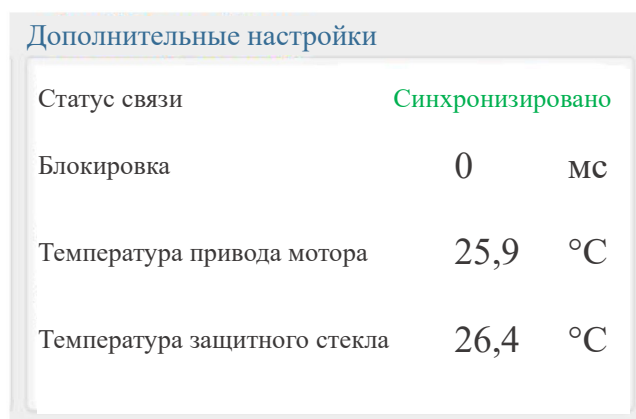 Дополнительные настройки
Статус связи Синхронизировано
Блокировка 0 мс
Температура привода мотора 25,9 °C
Температура защитного стекла 26,4 °C